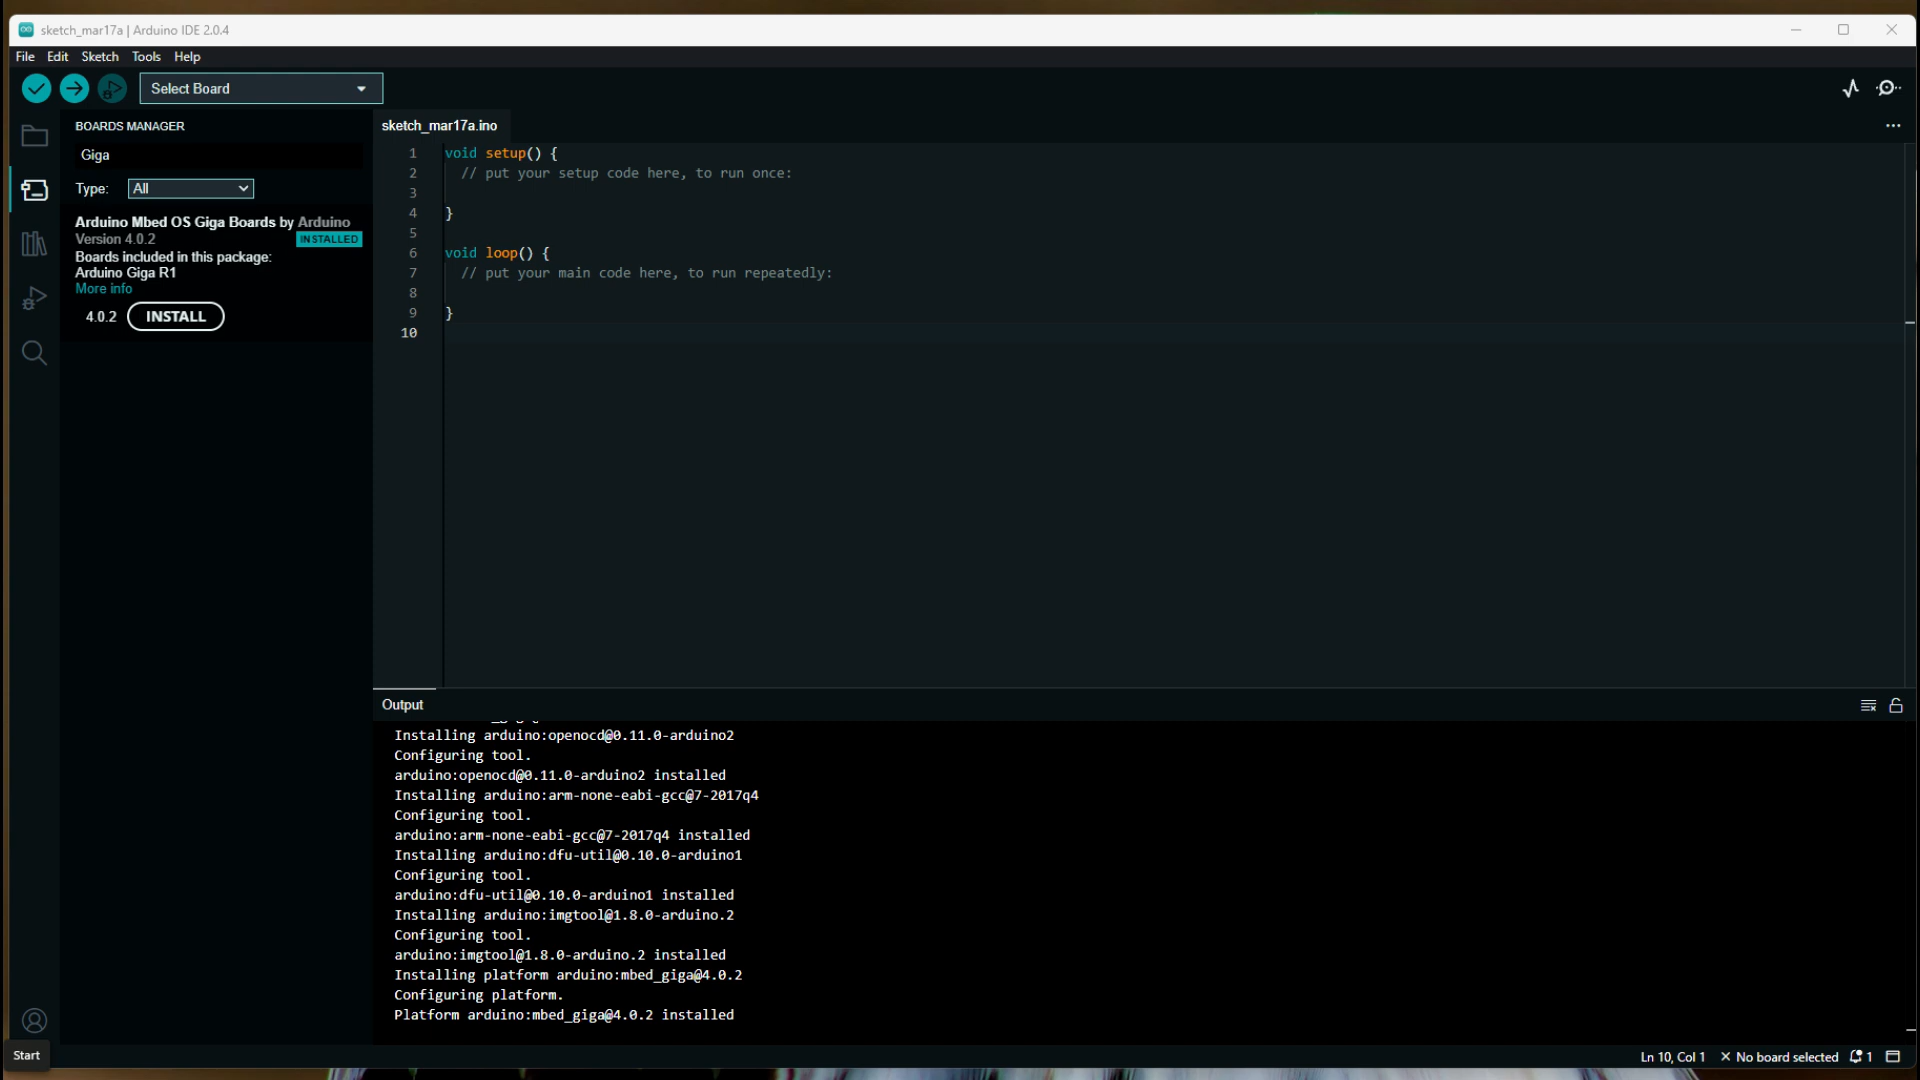 sketch_mar17a | Arduino IDE 2.0.4
File Edit Sketch Tools Help
Select Board
BOARDS MANAGER
Giga
Type: All
Arduino Mbed OS Giga Boards by Arduino
Version 4.0.2 INSTALLED
Boards included in this package:
Arduino Giga R1
More info
4.0.2 INSTALL
sketch_mar17a.ino
1 void setup() {
2 // put your setup code here, to run once:
3
4 }
5
6 void loop() {
7 // put your main code here, to run repeatedly:
8
9 }
10
Output
Installing arduino:openocd@0.11.0-arduino2
Configuring tool.
arduino:openocd@0.11.0-arduino2 installed
Installing arduino:arm-none-eabi-gcc@7-2017q4
Configuring tool.
arduino:arm-none-eabi-gcc@7-2017q4 installed
Installing arduino:dfu-util@0.10.0-arduino1
Configuring tool.
arduino:dfu-util@0.10.0-arduino1 installed
Installing arduino:imgtool@1.8.0-arduino.2
Configuring tool.
arduino:imgtool@1.8.0-arduino.2 installed
Installing platform arduino:mbed_giga@4.0.2
Configuring platform.
Platform arduino:mbed_giga@4.0.2 installed
Start
Ln 10, Col 1 × No board selected 1